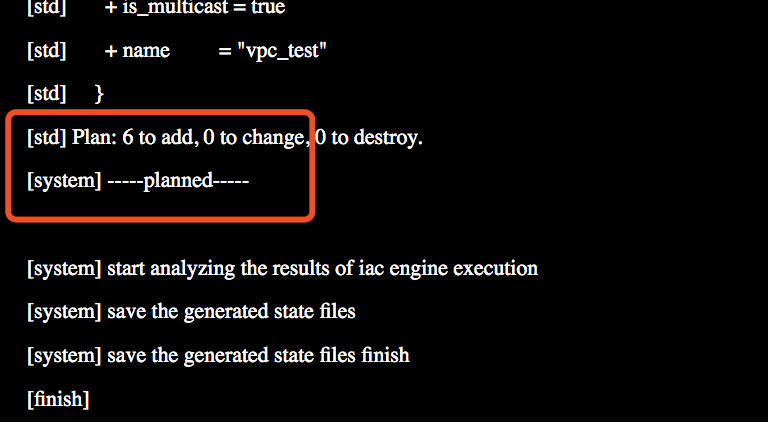 [std] + is_multicast = true
[std] + name = "vpc_test"
[std] }
[std] Plan: 6 to add, 0 to change, 0 to destroy.
[system] -----planned-----
[system] start analyzing the results of iac engine execution
[system] save the generated state files
[system] save the generated state files finish
[finish]